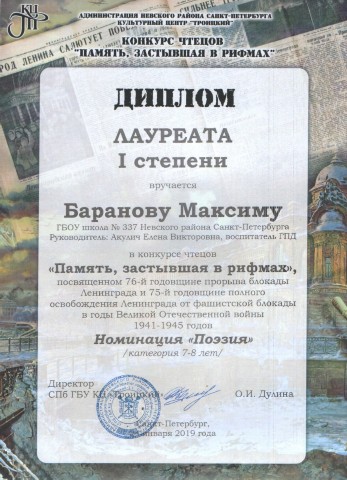 АДМИНИСТРАЦИЯ НЕВСКОГО РАЙОНА САНКТ-ПЕТЕРБУРГА
КУЛЬТУРНЫЙ ЦЕНТР "ТРОИЦКИЙ"
КОНКУРС ЧТЕЦОВ
"ПАМЯТЬ, ЗАСТЫВШАЯ В РИФМАХ"
ДИПЛОМ
ЛАУРЕАТА
I степени
вручается
Баранову Максиму
ГБОУ школа № 337 Невского района Санкт-Петербурга
Руководитель: Акулич Елена Викторовна, воспитатель ГПД
в конкурсе чтецов
«Память, застывшая в рифмах»,
посвященном 76-й годовщине прорыва блокады
Ленинграда и 75-й годовщине полного
освобождения Ленинграда от фашистской блокады
в годы Великой Отечественной войны
1941-1945 годов
Номинация «Поэзия»
/категория 7-8 лет/
Директор
СПб ГБУ КЦ «Троицкий» О.И. Дулина
Санкт-Петербург,
января 2019 года